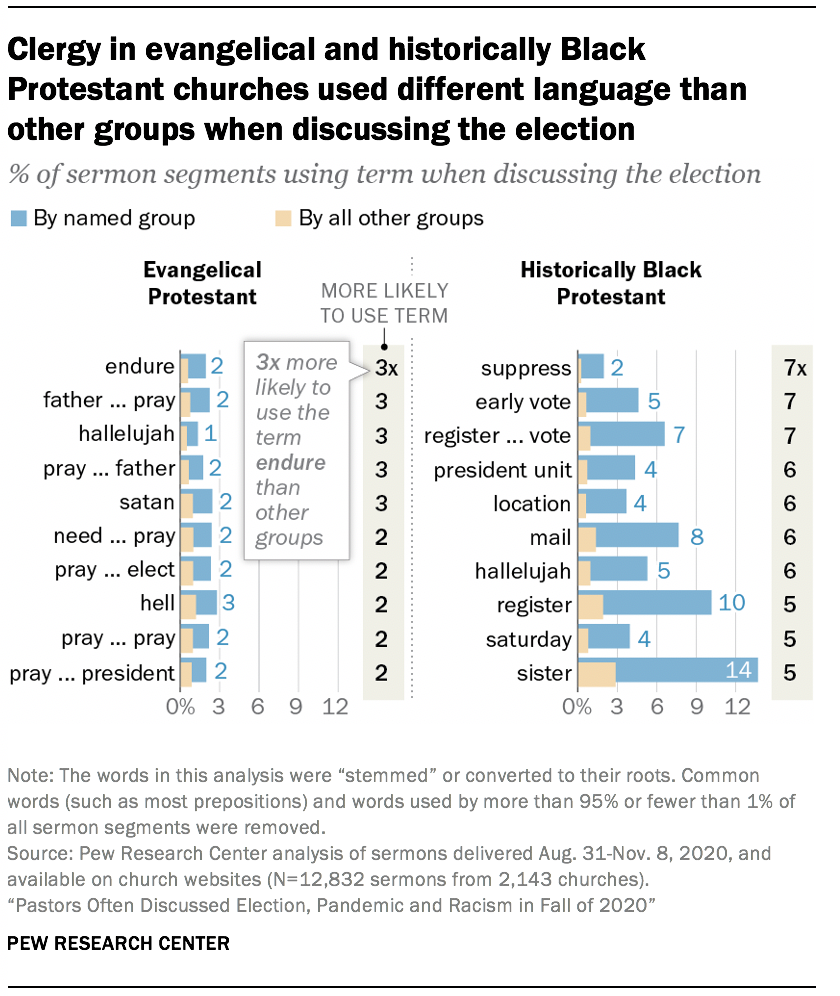 Clergy in evangelical and historically Black
Protestant churches used different language than
other groups when discussing the election
% of sermon segments using term when discussing the election
By named group By all other groups
Evangelical
Protestant
MORE LIKELY
TO USE TERM
Historically Black
Protestant
endure 2 3x
father ... pray 2 3
hallelujah 1 3
pray ... father 2 3
satan 2 3
need ... pray 2 2
pray ... elect 2 2
hell 3 2
pray ... pray 2 2
pray ... president 2 2
0% 3 6 9 12
3x more
likely to
use the
term
endure
than
other
groups
suppress 2 7x
early vote 5 7
register ... vote 7 7
president unit 4 6
location 4 6
mail 8 6
hallelujah 5 6
register 10 5
saturday 4 5
sister 14 5
0% 3 6 9 12
Note: The words in this analysis were “stemmed” or converted to their roots. Common
words (such as most prepositions) and words used by more than 95% or fewer than 1% of
all sermon segments were removed.
Source: Pew Research Center analysis of sermons delivered Aug. 31-Nov. 8, 2020, and
available on church websites (N=12,832 sermons from 2,143 churches).
“Pastors Often Discussed Election, Pandemic and Racism in Fall of 2020”
PEW RESEARCH CENTER